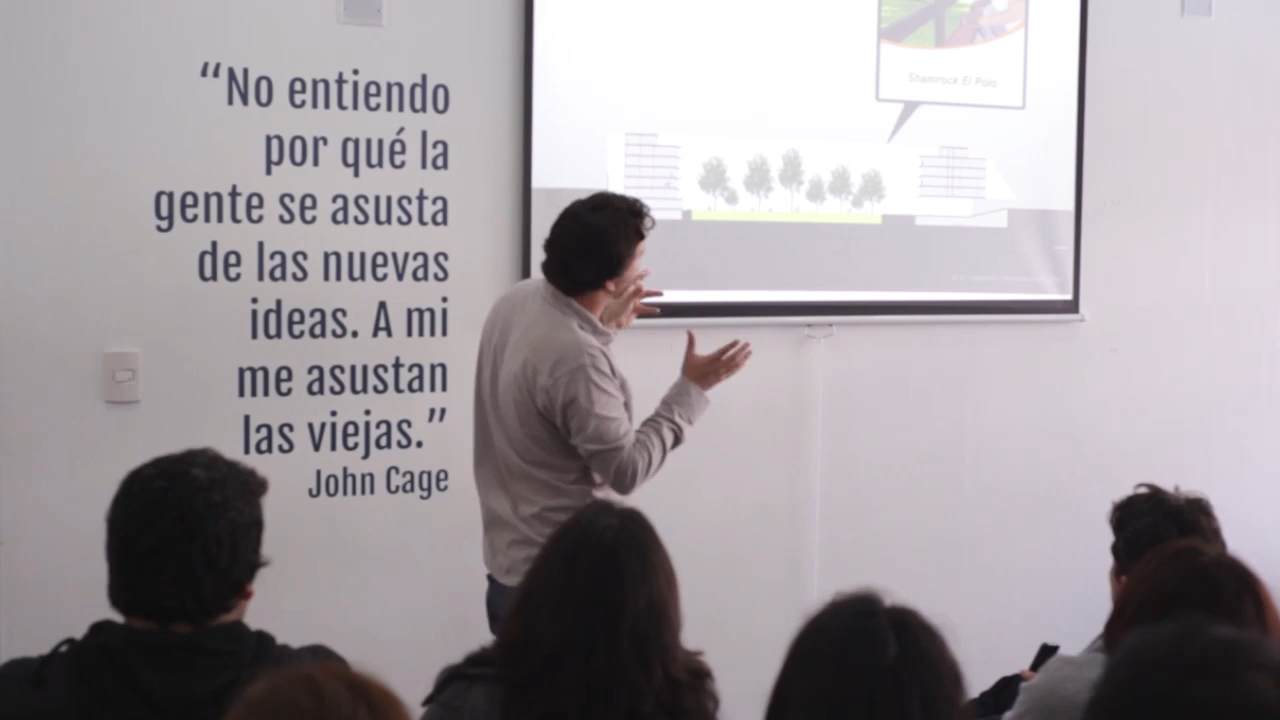 “No entiendo
por qué la
gente se asusta
de las nuevas
ideas. A mi
me asustan
las viejas.”
John Cage
Shamrock El Polo